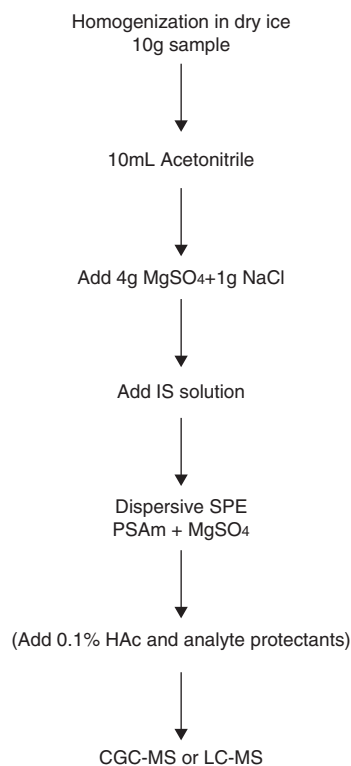 Homogenization in dry ice
10g sample
10mL Acetonitrile
Add 4g MgSO4+1g NaCl
Add IS solution
Dispersive SPE
PSAm + MgSO4
(Add 0.1% HAc and analyte protectants)
CGC-MS or LC-MS